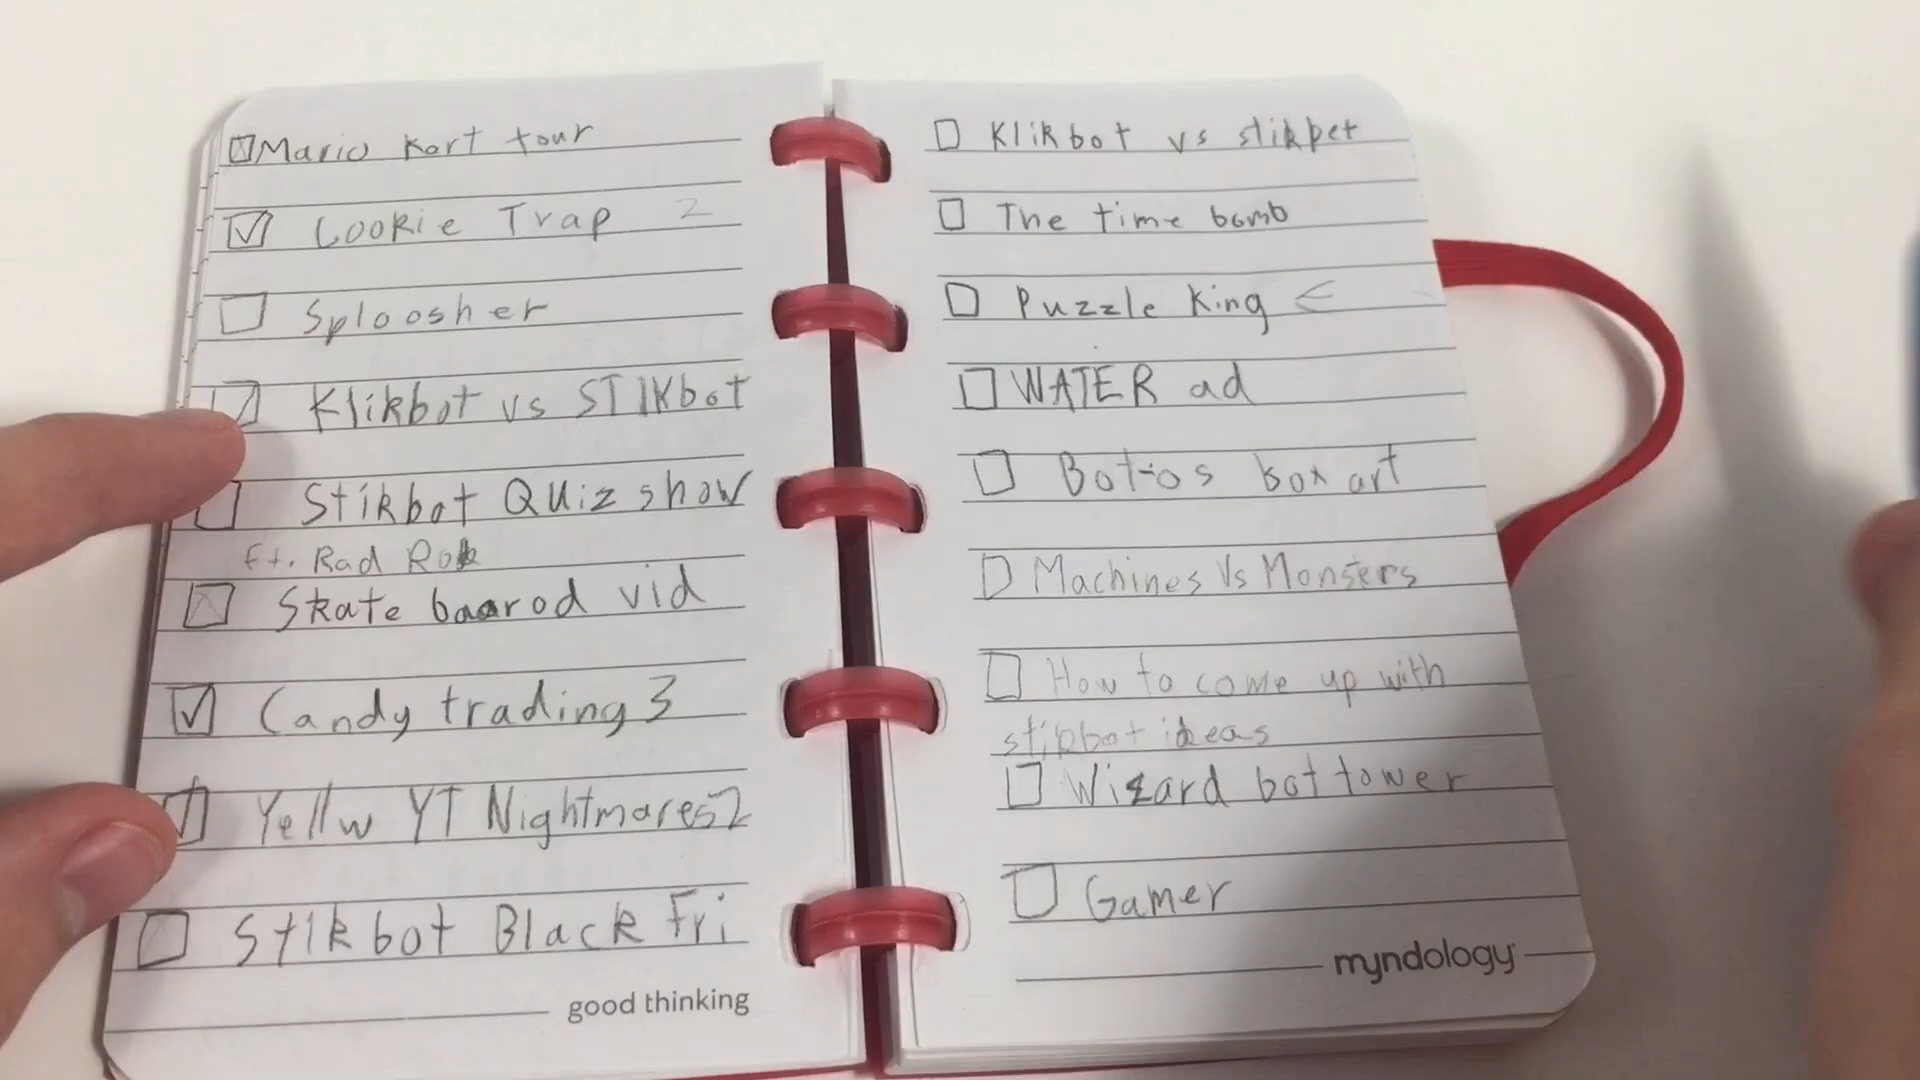 Mario Kart tour
Cookie Trap 2
Sploosher
Klikbot vs STIKbot
Stikbot QUiz show
ft. Rad Rob
Skate baarod vid
Candy trading 3
Yellw YT Nightmares2
Stikbot Black Fri
good thinking
Klikbot vs stikpet
The time bomb
Puzzle King <
WATER ad
Bot-os box art
Machines Vs Monsters
How to come up with
stikbot ideas
Wizard bot tower
Gamer
myndology